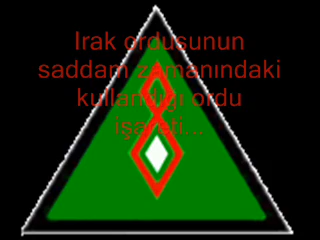 Irak ordusunun
saddam zamanındaki
kullandığı ordu
işareti...